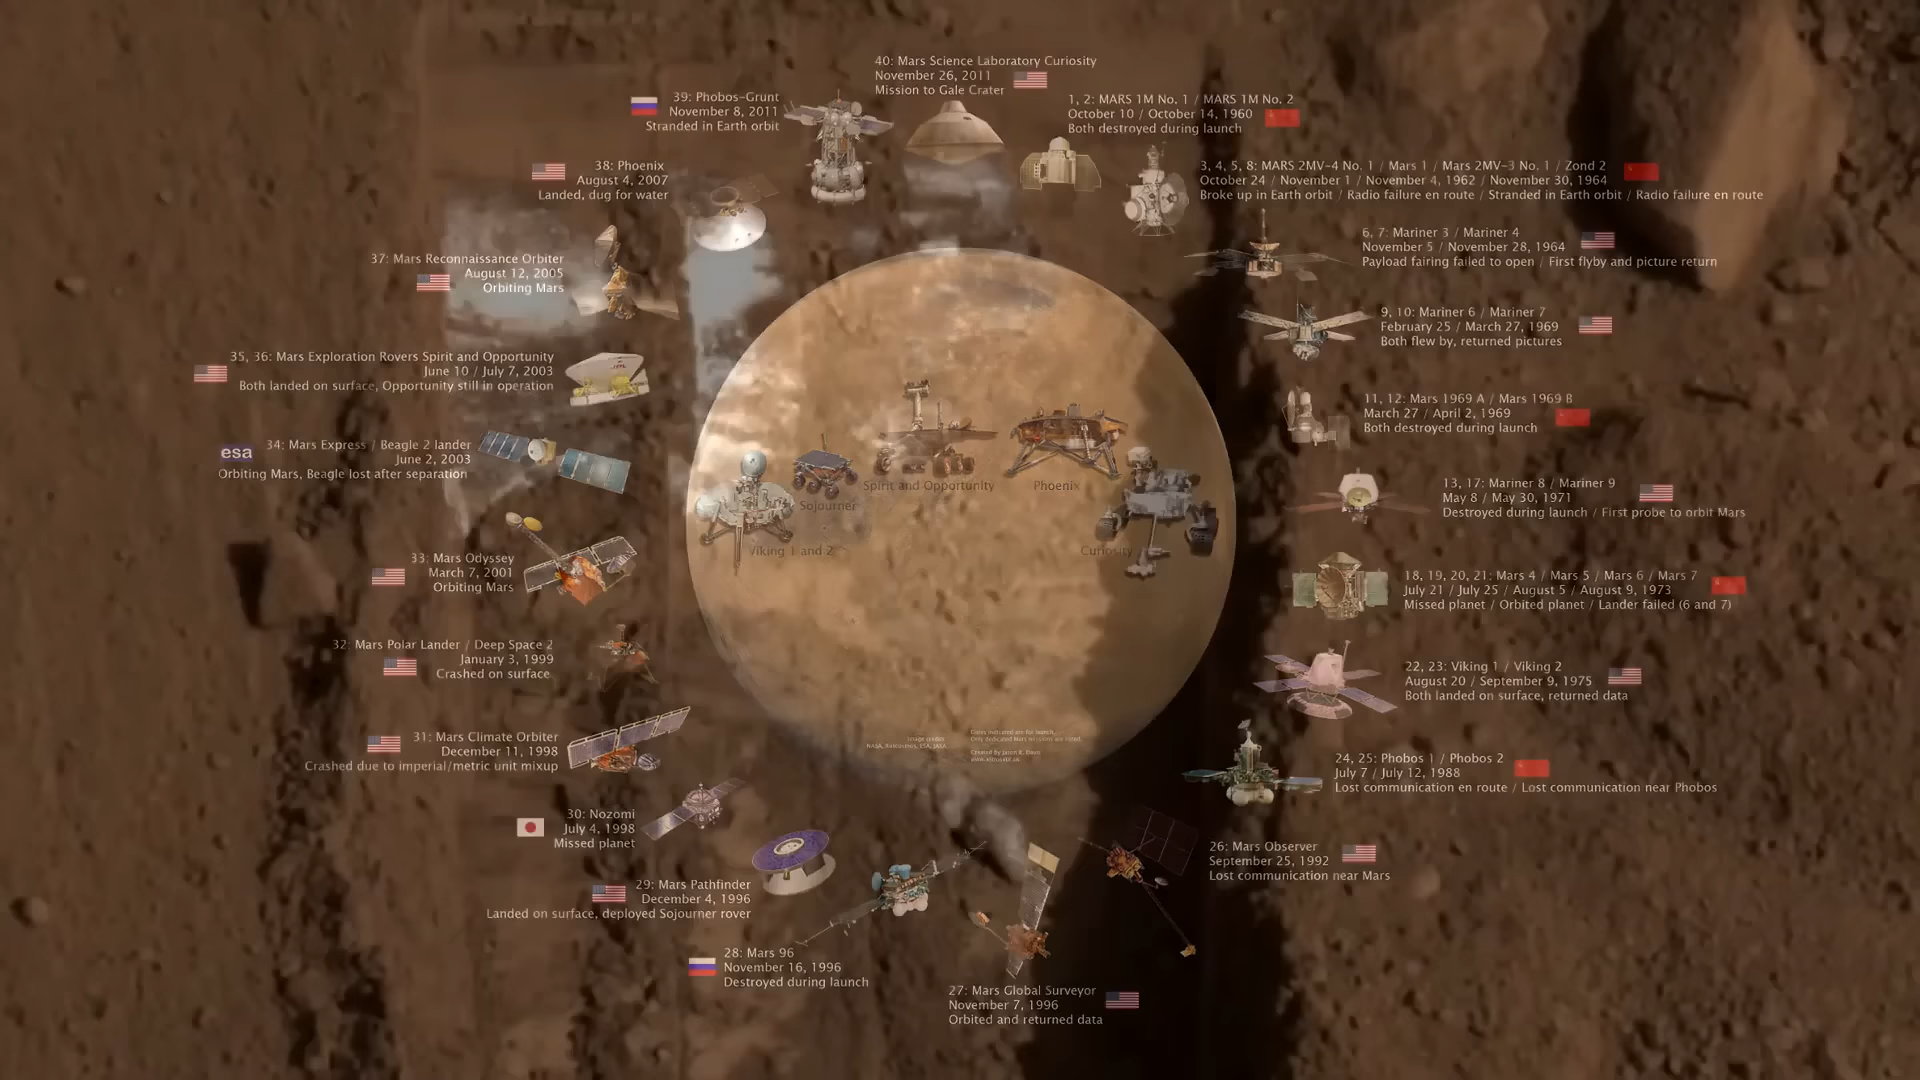 40: Mars Science Laboratory Curiosity
November 26, 2011
Mission to Gale Crater
1, 2: MARS 1M No. 1 / MARS 1M No. 2
October 10 / October 14, 1960
Both destroyed during launch
3, 4, 5, 8: MARS 2MV-4 No. 1 / Mars 1 / Mars 2MV-3 No. 1 / Zond 2
October 24 / November 1 / November 4, 1962 / November 30, 1964
Broke up in Earth orbit / Radio failure en route / Stranded in Earth orbit / Radio failure en route
6, 7: Mariner 3 / Mariner 4
November 5 / November 28, 1964
Payload fairing failed to open / First flyby and picture return
9, 10: Mariner 6 / Mariner 7
February 25 / March 27, 1969
Both flew by, returned pictures
11, 12: Mars 1969 A / Mars 1969 B
March 27 / April 2, 1969
Both destroyed during launch
13, 17: Mariner 8 / Mariner 9
May 8 / May 30, 1971
Destroyed during launch / First probe to orbit Mars
18, 19, 20, 21: Mars 4 / Mars 5 / Mars 6 / Mars 7
July 21 / July 25 / August 5 / August 9, 1973
Missed planet / Orbited planet / Lander failed (6 and 7)
22, 23: Viking 1 / Viking 2
August 20 / September 9, 1975
Both landed on surface, returned data
24, 25: Phobos 1 / Phobos 2
July 7 / July 12, 1988
Lost communication en route / Lost communication near Phobos
26: Mars Observer
September 25, 1992
Lost communication near Mars
27: Mars Global Surveyor
November 7, 1996
Orbited and returned data
28: Mars 96
November 16, 1996
Destroyed during launch
29: Mars Pathfinder
December 4, 1996
Landed on surface, deployed Sojourner rover
30: Nozomi
July 4, 1998
Missed planet
31: Mars Climate Orbiter
December 11, 1998
Crashed due to imperial/metric unit mixup
32: Mars Polar Lander / Deep Space 2
January 3, 1999
Crashed on surface
33: Mars Odyssey
March 7, 2001
Orbiting Mars
esa
34: Mars Express / Beagle 2 lander
June 2, 2003
Orbiting Mars, Beagle lost after separation
35, 36: Mars Exploration Rovers Spirit and Opportunity
June 10 / July 7, 2003
Both landed on surface, Opportunity still in operation
37: Mars Reconnaissance Orbiter
August 12, 2005
Orbiting Mars
38: Phoenix
August 4, 2007
Landed, dug for water
39: Phobos-Grunt
November 8, 2011
Stranded in Earth orbit
Viking 1 and 2
Sojourner
Spirit and Opportunity
Phoenix
Curiosity
Image credits
Dates indicated are for launch.
Only dedicated Mars missions are listed.
Created by Jason R. Davis